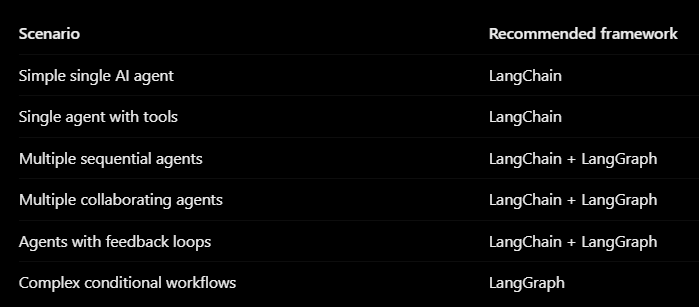 Scenario Recommended framework
Simple single AI agent LangChain
Single agent with tools LangChain
Multiple sequential agents LangChain + LangGraph
Multiple collaborating agents LangChain + LangGraph
Agents with feedback loops LangChain + LangGraph
Complex conditional workflows LangGraph